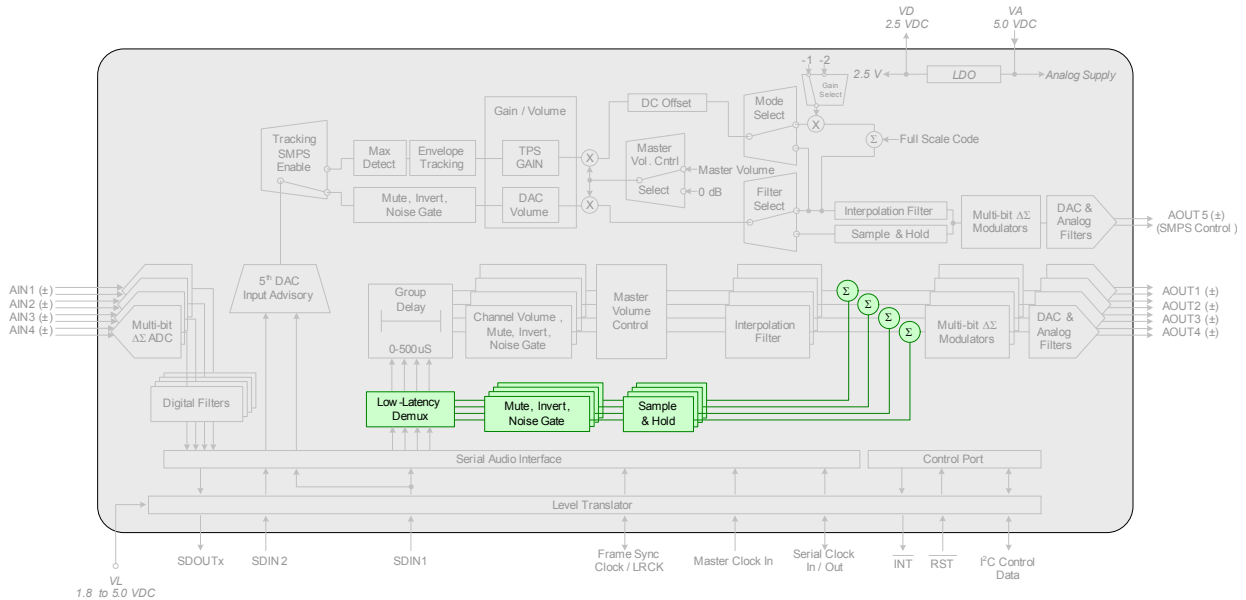 VD
2.5 VDC
VA
5.0 VDC
-1 -2
2.5 V
LDO
Analog Supply
Gain
Select
Gain / Volume
DC Offset
Mode
Select
X
Σ
Full Scale Code
Tracking
SMPS
Enable
Max
Detect
Envelope
Tracking
TPS
GAIN
X
Master
Vol. Cntrl
Select
Master Volume
0 dB
Mute, Invert,
Noise Gate
DAC
Volume
X
Filter
Select
Interpolation Filter
Sample & Hold
Multi-bit ΔΣ
Modulators
DAC &
Analog
Filters
AOUT5 (±)
(SMPS Control)
AIN1 (±)
AIN2 (±)
AIN3 (±)
AIN4 (±)
Multi-bit
ΔΣ ADC
5th DAC
Input Advisory
Group
Delay
0-500uS
Channel Volume,
Mute, Invert,
Noise Gate
Master
Volume
Control
Interpolation
Filter
Σ
Σ
Σ
Σ
Multi-bit ΔΣ
Modulators
DAC &
Analog
Filters
AOUT1 (±)
AOUT2 (±)
AOUT3 (±)
AOUT4 (±)
Digital Filters
Low-Latency
Demux
Mute, Invert,
Noise Gate
Sample
& Hold
Serial Audio Interface
Control Port
Level Translator
VL
1.8 to 5.0 VDC
SDOUTx
SDIN2
SDIN1
Frame Sync
Clock / LRCK
Master Clock In
Serial Clock
In / Out
INT
RST
I2C Control
Data